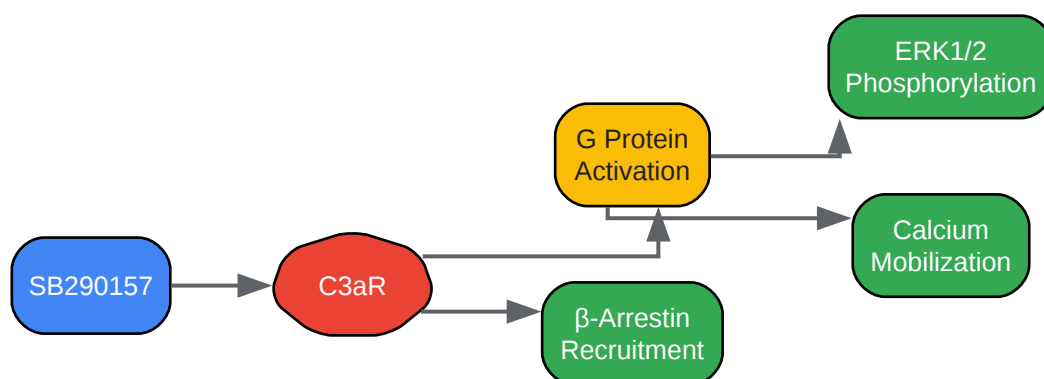 SB290157
C3aR
G Protein
Activation
β-Arrestin
Recruitment
ERK1/2
Phosphorylation
Calcium
Mobilization